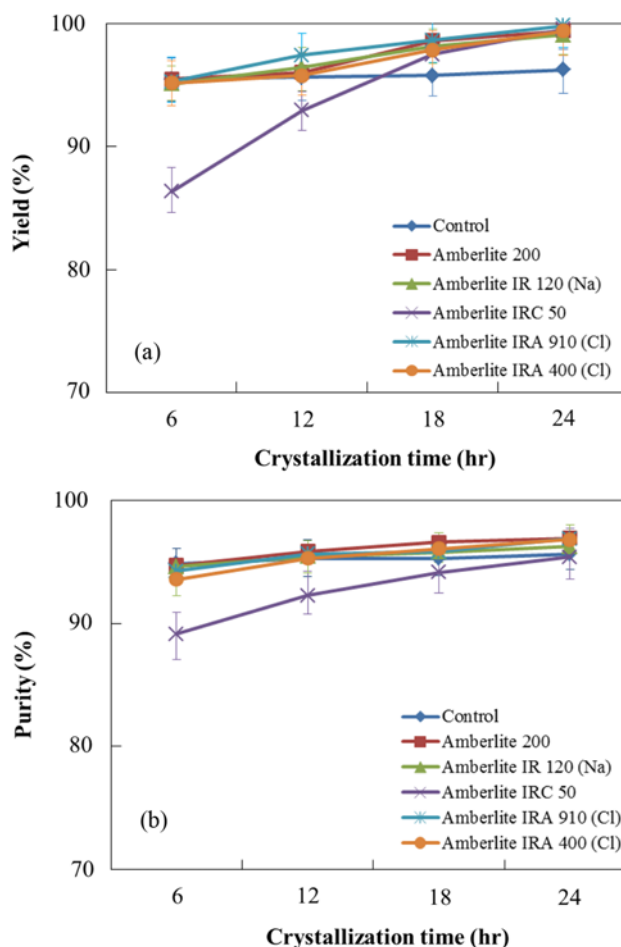 100
90
80
70
Yield (%)
Control
Amberlite 200
Amberlite IR 120 (Na)
Amberlite IRC 50
Amberlite IRA 910 (Cl)
Amberlite IRA 400 (Cl)
(a)
6 12 18 24
Crystallization time (hr)
100
90
80
70
Purity (%)
Control
Amberlite 200
Amberlite IR 120 (Na)
Amberlite IRC 50
Amberlite IRA 910 (Cl)
Amberlite IRA 400 (Cl)
(b)
6 12 18 24
Crystallization time (hr)